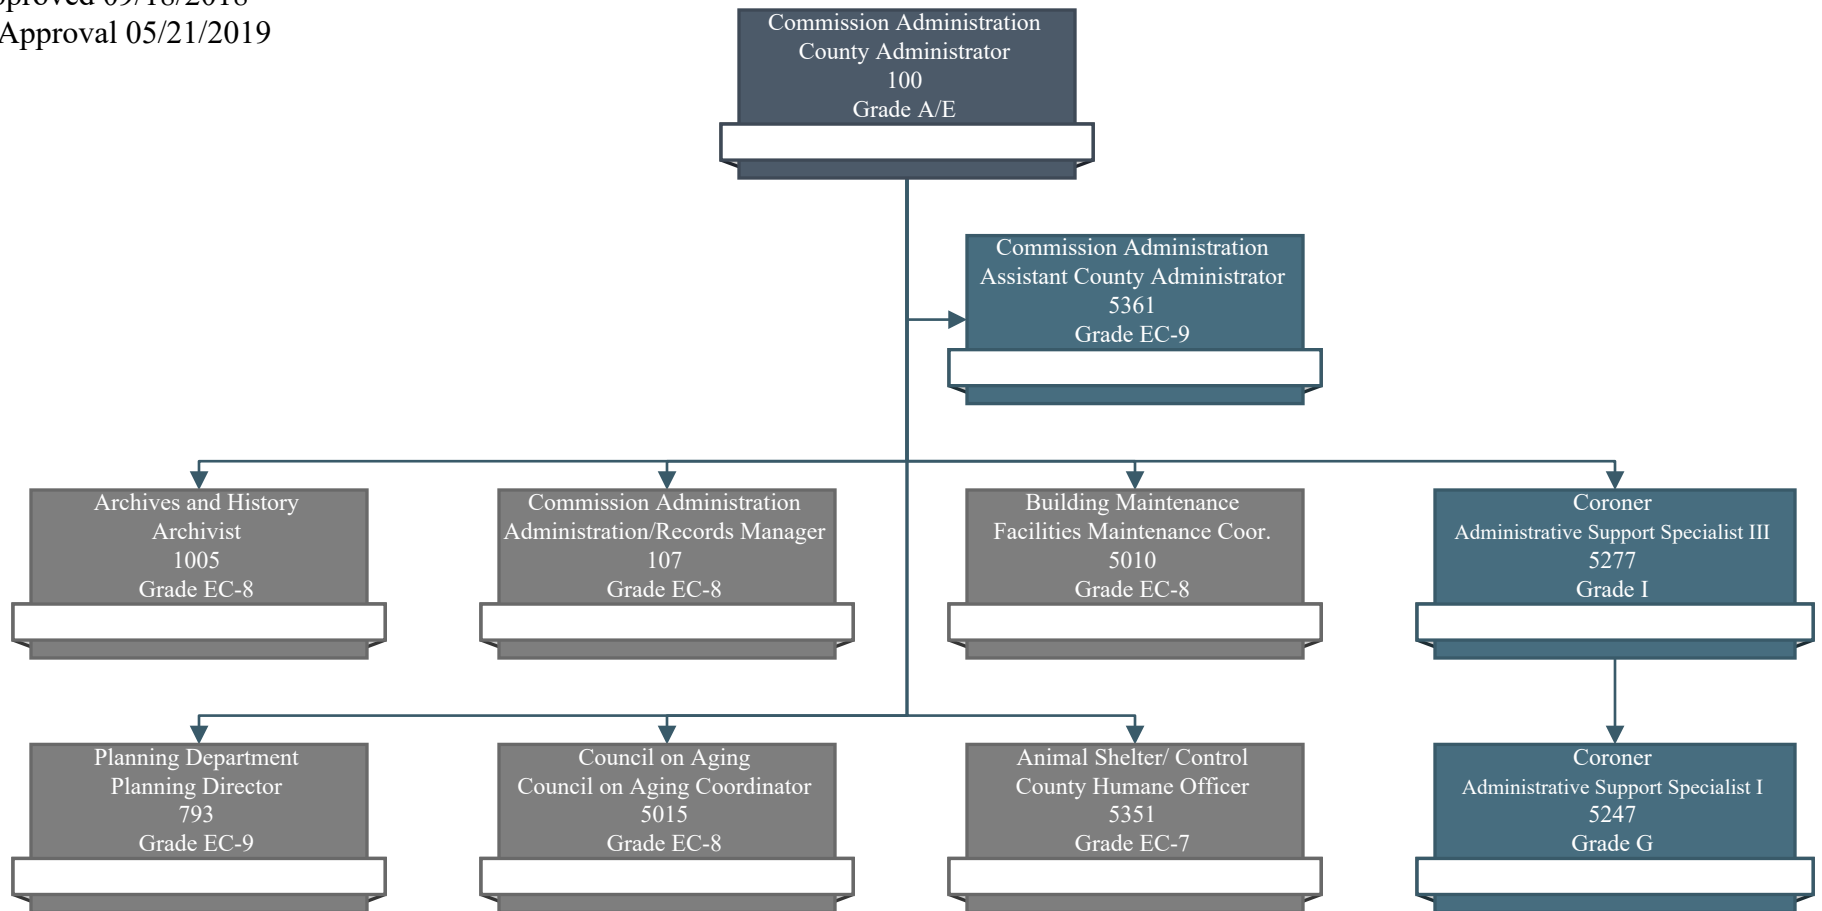 09/18/2018
Approval 05/21/2019
Commission Administration
County Administrator
100
Grade A/E
Commission Administration
Assistant County Administrator
5361
Grade EC-9
Archives and History
Archivist
1005
Grade EC-8
Commission Administration
Administration/Records Manager
107
Grade EC-8
Building Maintenance
Facilities Maintenance Coor.
5010
Grade EC-8
Coroner
Administrative Support Specialist III
5277
Grade I
Planning Department
Planning Director
793
Grade EC-9
Council on Aging
Council on Aging Coordinator
5015
Grade EC-8
Animal Shelter/ Control
County Humane Officer
5351
Grade EC-7
Coroner
Administrative Support Specialist I
5247
Grade G